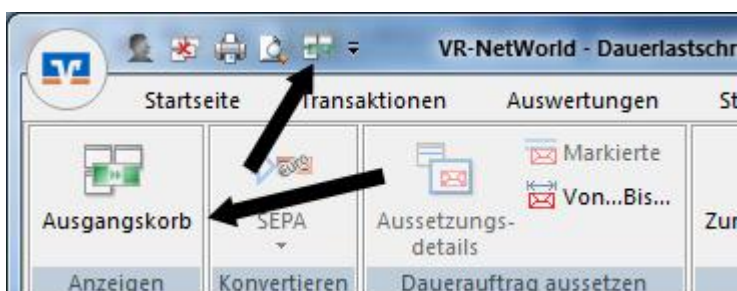 VR-NetWorld - Dauerlastschr
Startseite Transaktionen Auswertungen St
Markierte
Von...Bis...
Ausgangskorb SEPA Aussetzungs- Zur
details
Anzeigen Konvertieren Dauerauftrag aussetzen